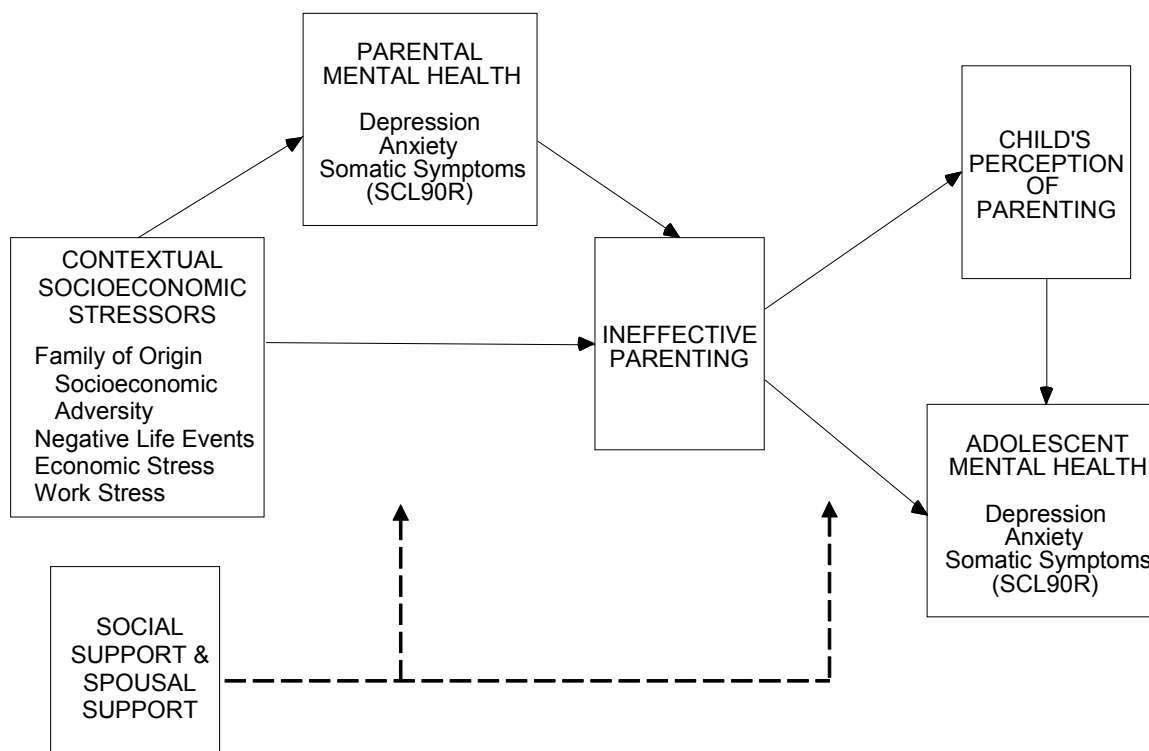 PARENTAL
MENTAL HEALTH
Depression
Anxiety
Somatic Symptoms
(SCL90R)
CHILD'S
PERCEPTION
OF
PARENTING
CONTEXTUAL
SOCIOECONOMIC
STRESSORS
Family of Origin
Socioeconomic
Adversity
Negative Life Events
Economic Stress
Work Stress
INEFFECTIVE
PARENTING
ADOLESCENT
MENTAL HEALTH
Depression
Anxiety
Somatic Symptoms
(SCL90R)
SOCIAL
SUPPORT &
SPOUSAL
SUPPORT